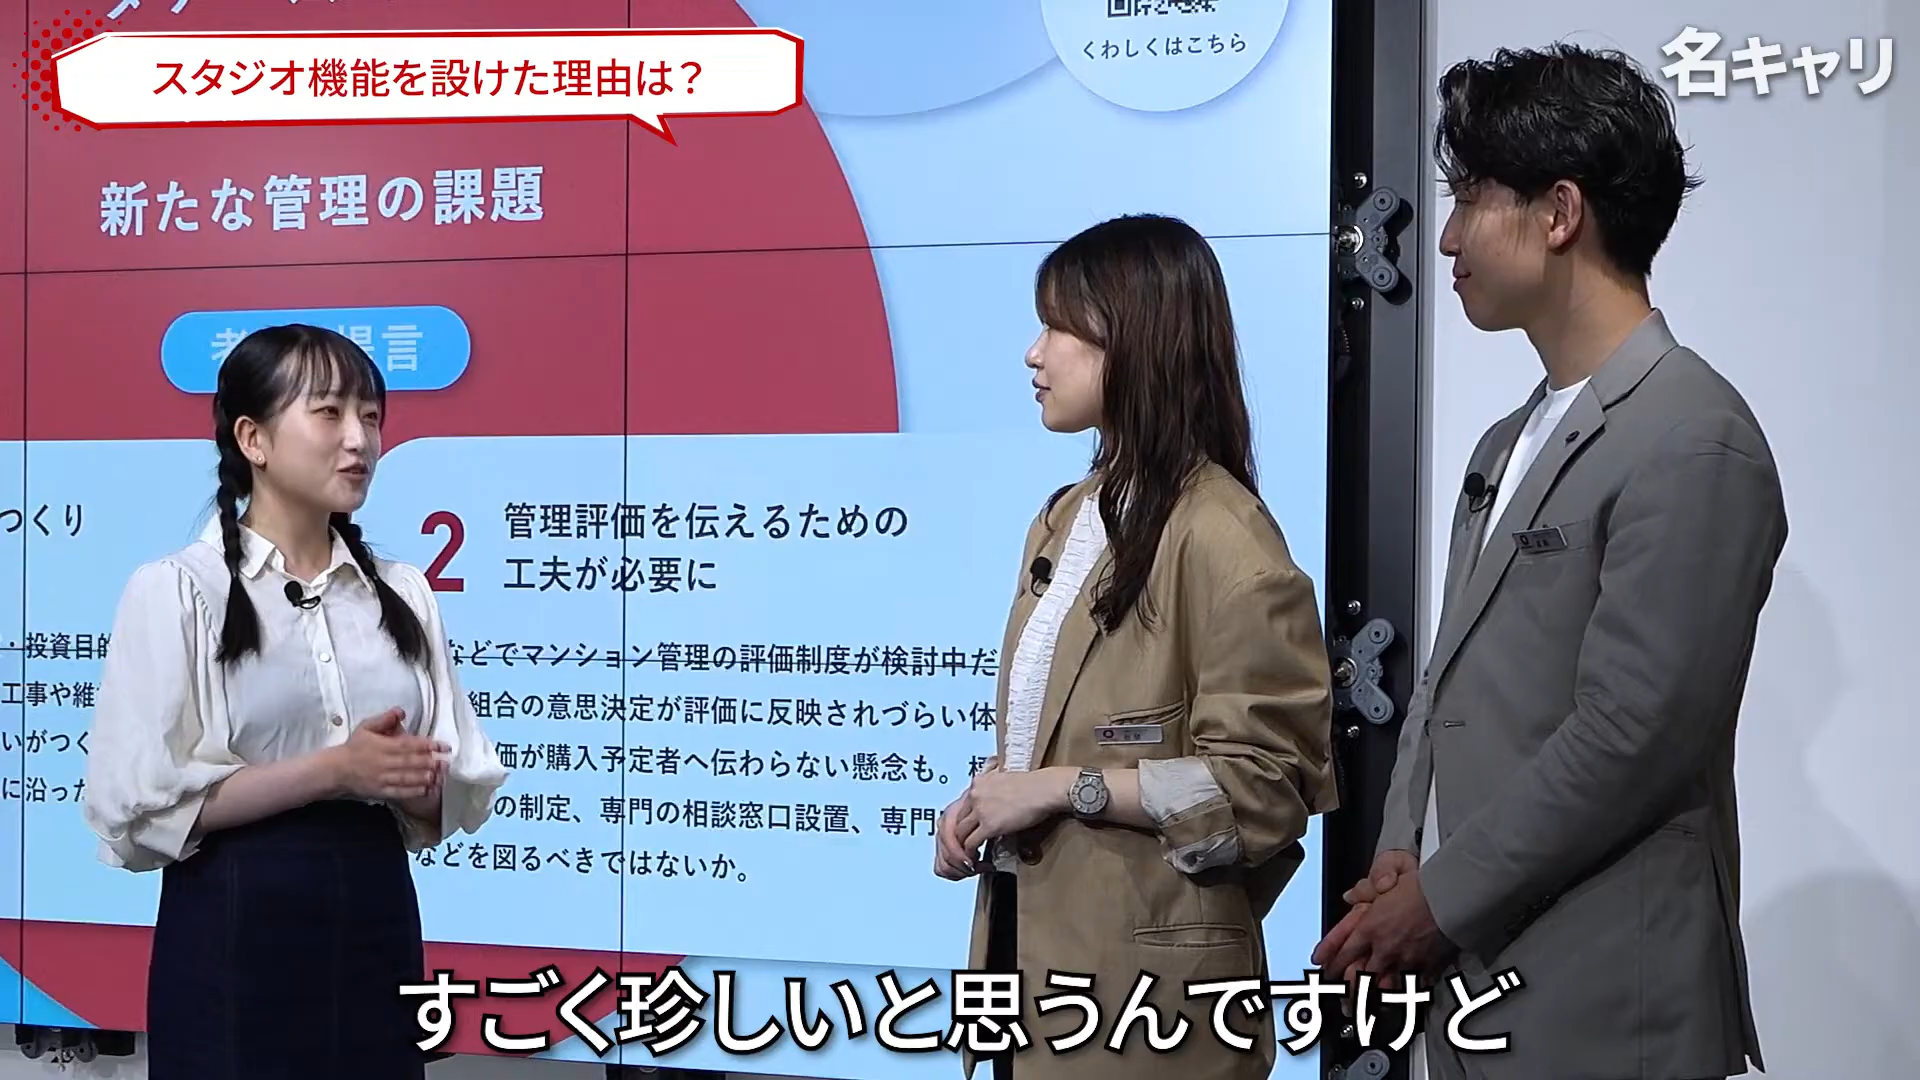 スタジオ機能を設けた理由は？
くわしくはこちら
名キャリ
新たな管理の課題
提言
つくり
2
管理評価を伝えるための
工夫が必要に
・投資目的
などでマンション管理の評価制度が検討中だ
工事や維
組合の意思決定が評価に反映されづらい体
いがつく
価が購入予定者へ伝わらない懸念も。
に沿った
の制定、専門の相談窓口設置、専門
などを図るべきではないか。
すごく珍しいと思うんですけど